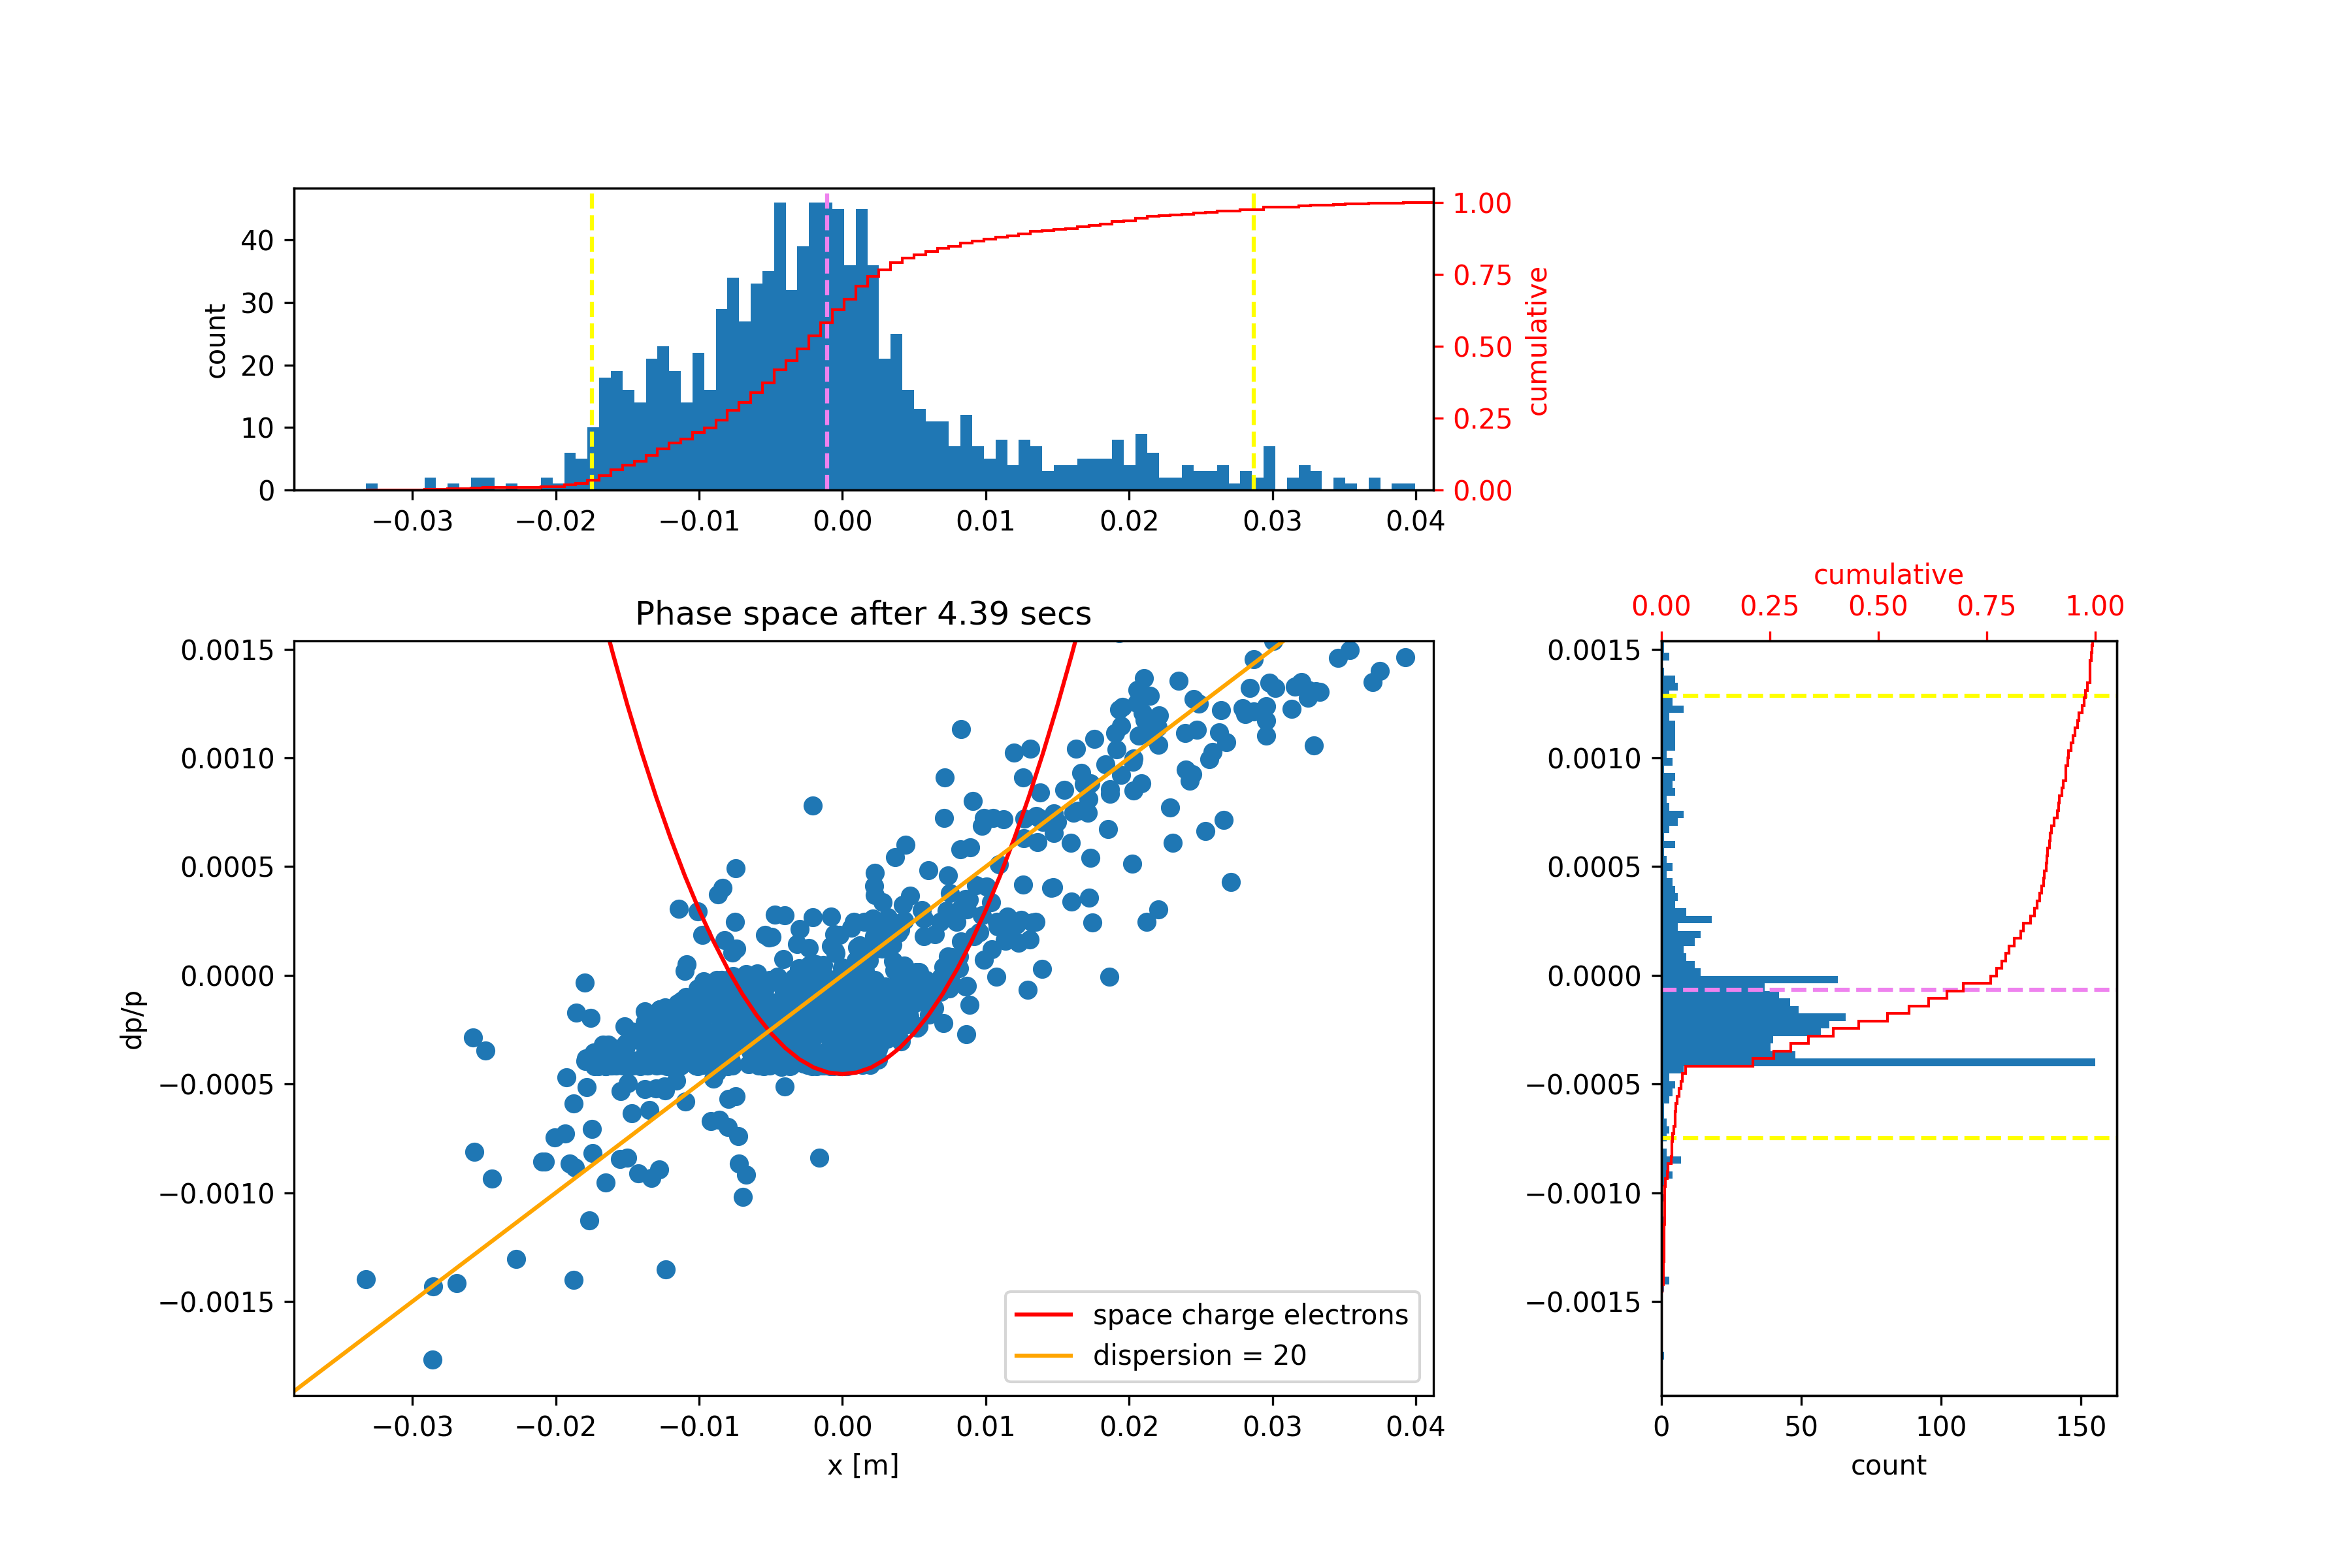 40
30
20
10
0
count
−0.03 −0.02 −0.01 0.00 0.01 0.02 0.03 0.04
1.00
0.75
0.50
0.25
0.00
cumulative
Phase space after 4.39 secs
0.0015
0.0010
0.0005
0.0000
−0.0005
−0.0010
−0.0015
dp/p
space charge electrons
dispersion = 20
−0.03 −0.02 −0.01 0.00 0.01 0.02 0.03 0.04
x [m]
cumulative
0.00 0.25 0.50 0.75 1.00
0.0015
0.0010
0.0005
0.0000
−0.0005
−0.0010
−0.0015
0 50 100 150
count